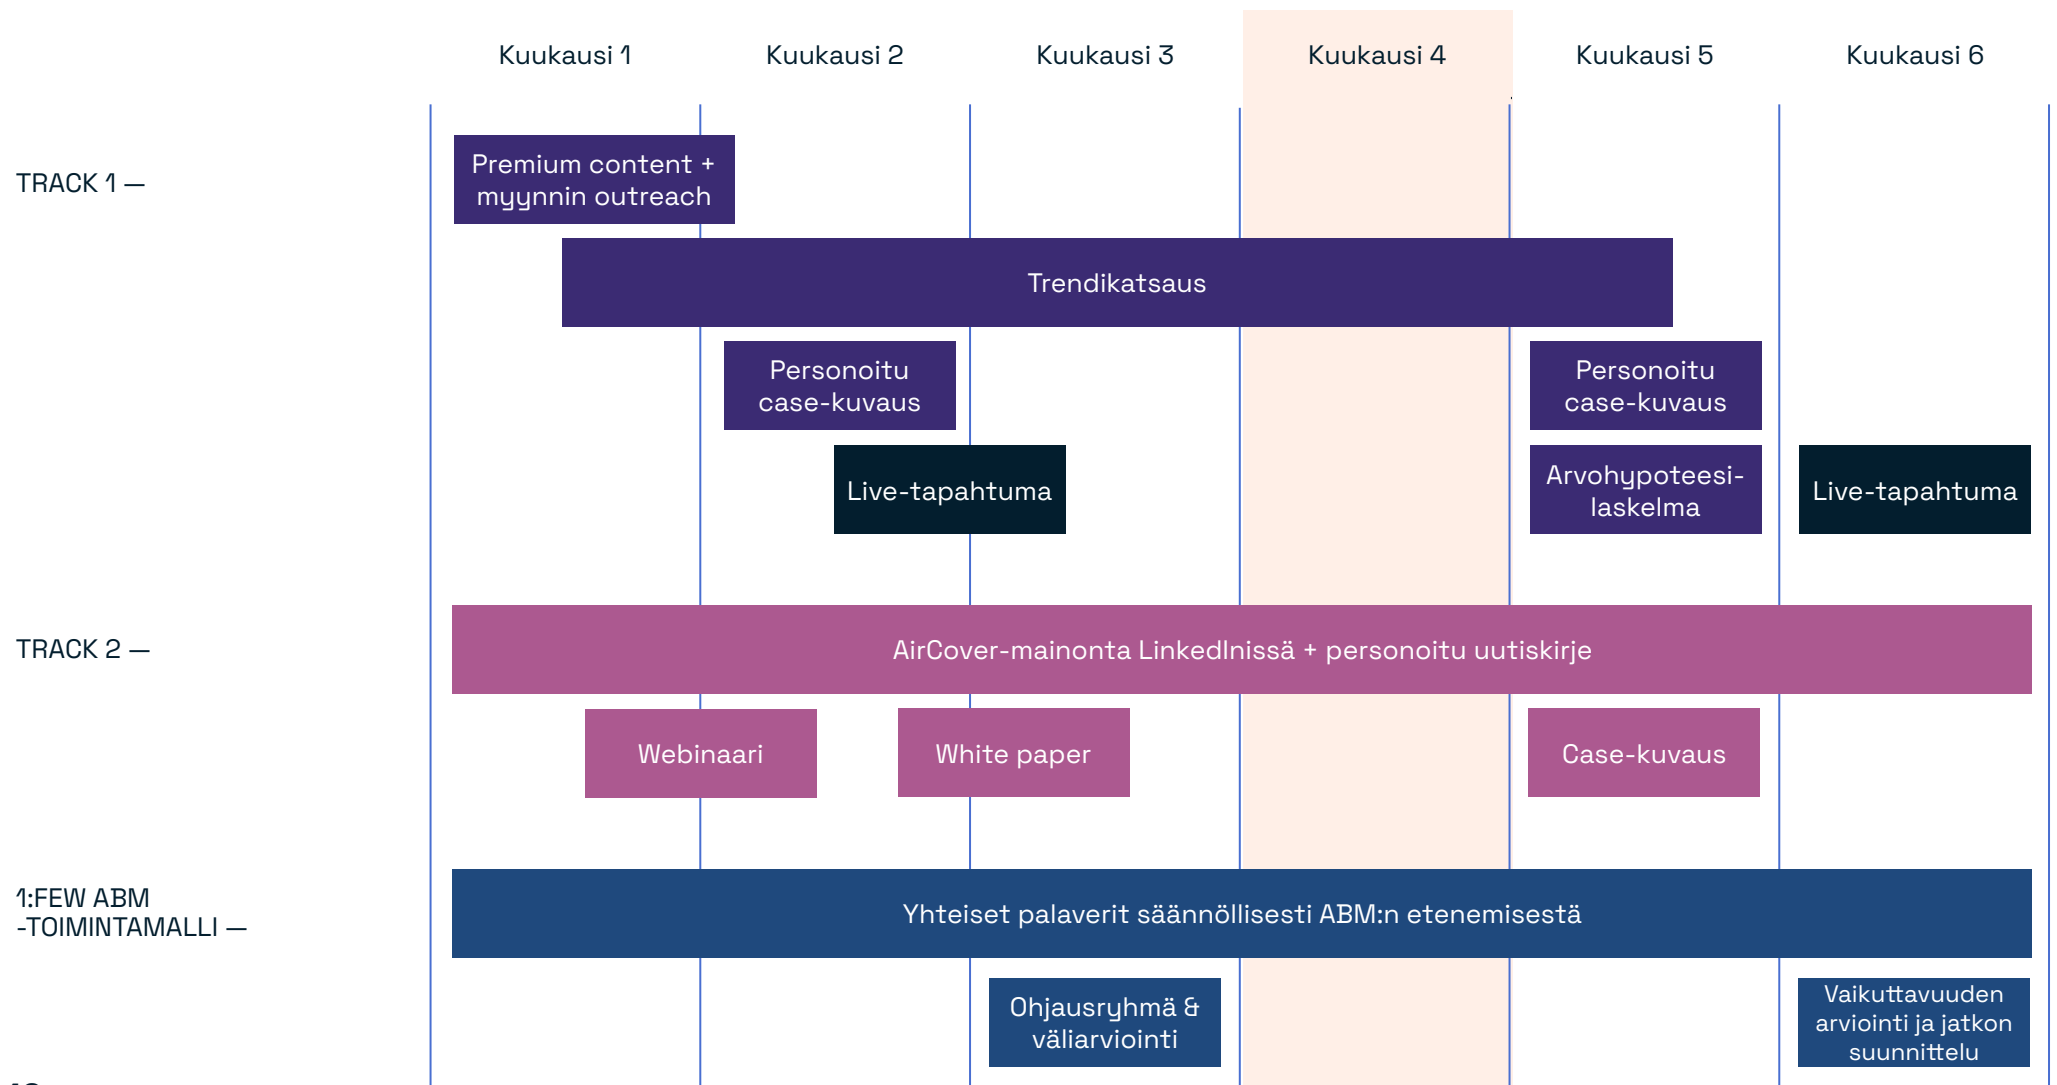 Kuukausi 1
Kuukausi 2
Kuukausi 3
Kuukausi 4
Kuukausi 5
Kuukausi 6
TRACK 1 —
Premium content +
myynnin outreach
Trendikatsaus
Personoitu
case-kuvaus
Personoitu
case-kuvaus
Live-tapahtuma
Arvohypoteesi-
laskelma
Live-tapahtuma
TRACK 2 —
AirCover-mainonta LinkedInissä + personoitu uutiskirje
Webinaari
White paper
Case-kuvaus
1:FEW ABM
-TOIMINTAMALLI —
Yhteiset palaverit säännöllisesti ABM:n etenemisestä
Ohjausryhmä &
väliarviointi
Vaikuttavuuden
arviointi ja jatkon
suunnittelu